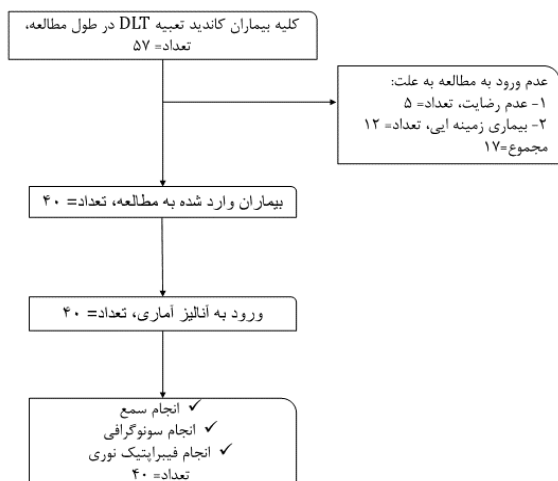 کلیه بیماران کاندید تعبیه DLT در طول مطالعه،
تعداد= ۵۷
عدم ورود به مطالعه به علت:
۱- عدم رضایت، تعداد= ۵
۲- بیماری زمینه ایی، تعداد= ۱۲
مجموع=۱۷
بیماران وارد شده به مطالعه، تعداد= ۴۰
ورود به آنالیز آماری، تعداد= ۴۰
✓ انجام سمع
✓ انجام سونوگرافی
✓ انجام فیبراپتیک نوری
تعداد= ۴۰